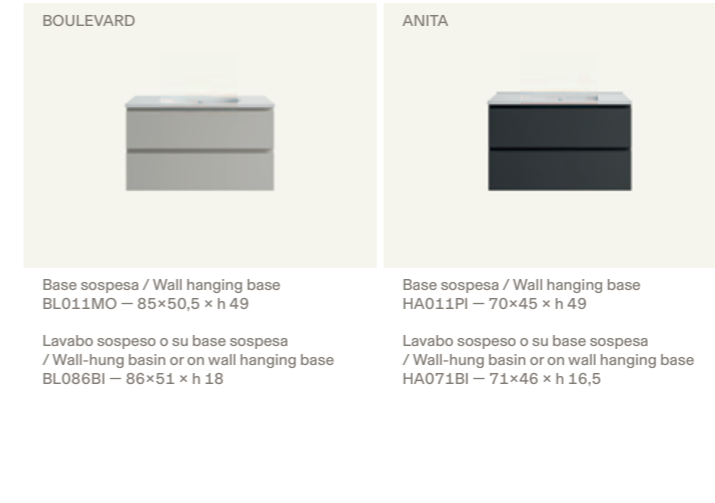 BOULEVARD
Base sospesa / Wall hanging base
BL011MO — 85×50,5 × h 49
Lavabo sospeso o su base sospesa
/ Wall-hung basin or on wall hanging base
BL086BI — 86×51 × h 18
ANITA
Base sospesa / Wall hanging base
HA011PI — 70×45 × h 49
Lavabo sospeso o su base sospesa
/ Wall-hung basin or on wall hanging base
HA071BI — 71×46 × h 16,5